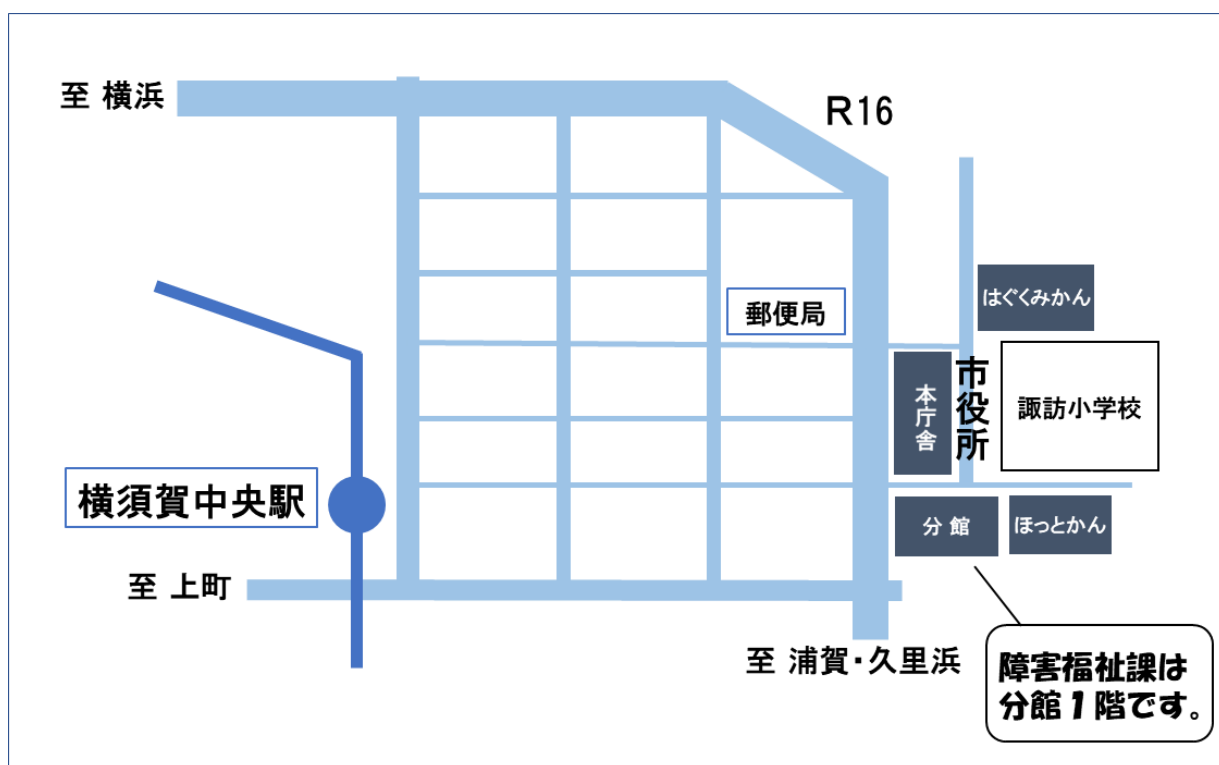 至 横浜
R16
はぐくみかん
郵便局
本庁舎
市役所
諏訪小学校
横須賀中央駅
分館
ほっとかん
至 上町
至 浦賀・久里浜
障害福祉課は
分館1階です。